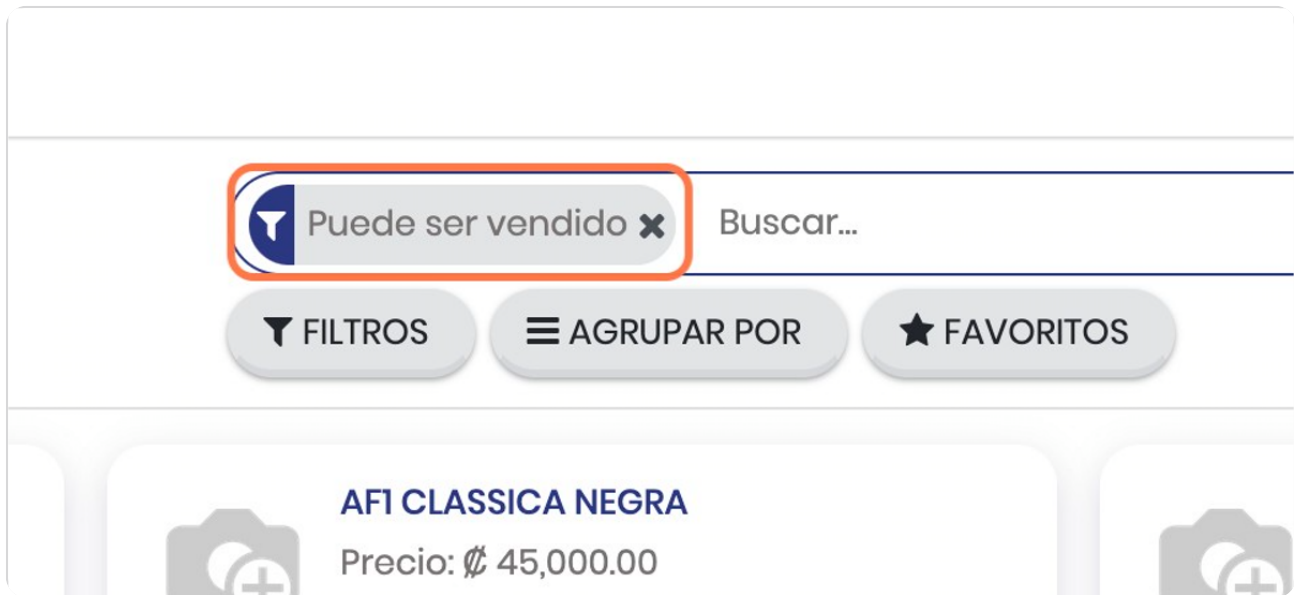 Puede ser vendido Buscar...
FILTROS AGRUPAR POR FAVORITOS
AF1 CLASSICA NEGRA
Precio: ₡ 45,000.00